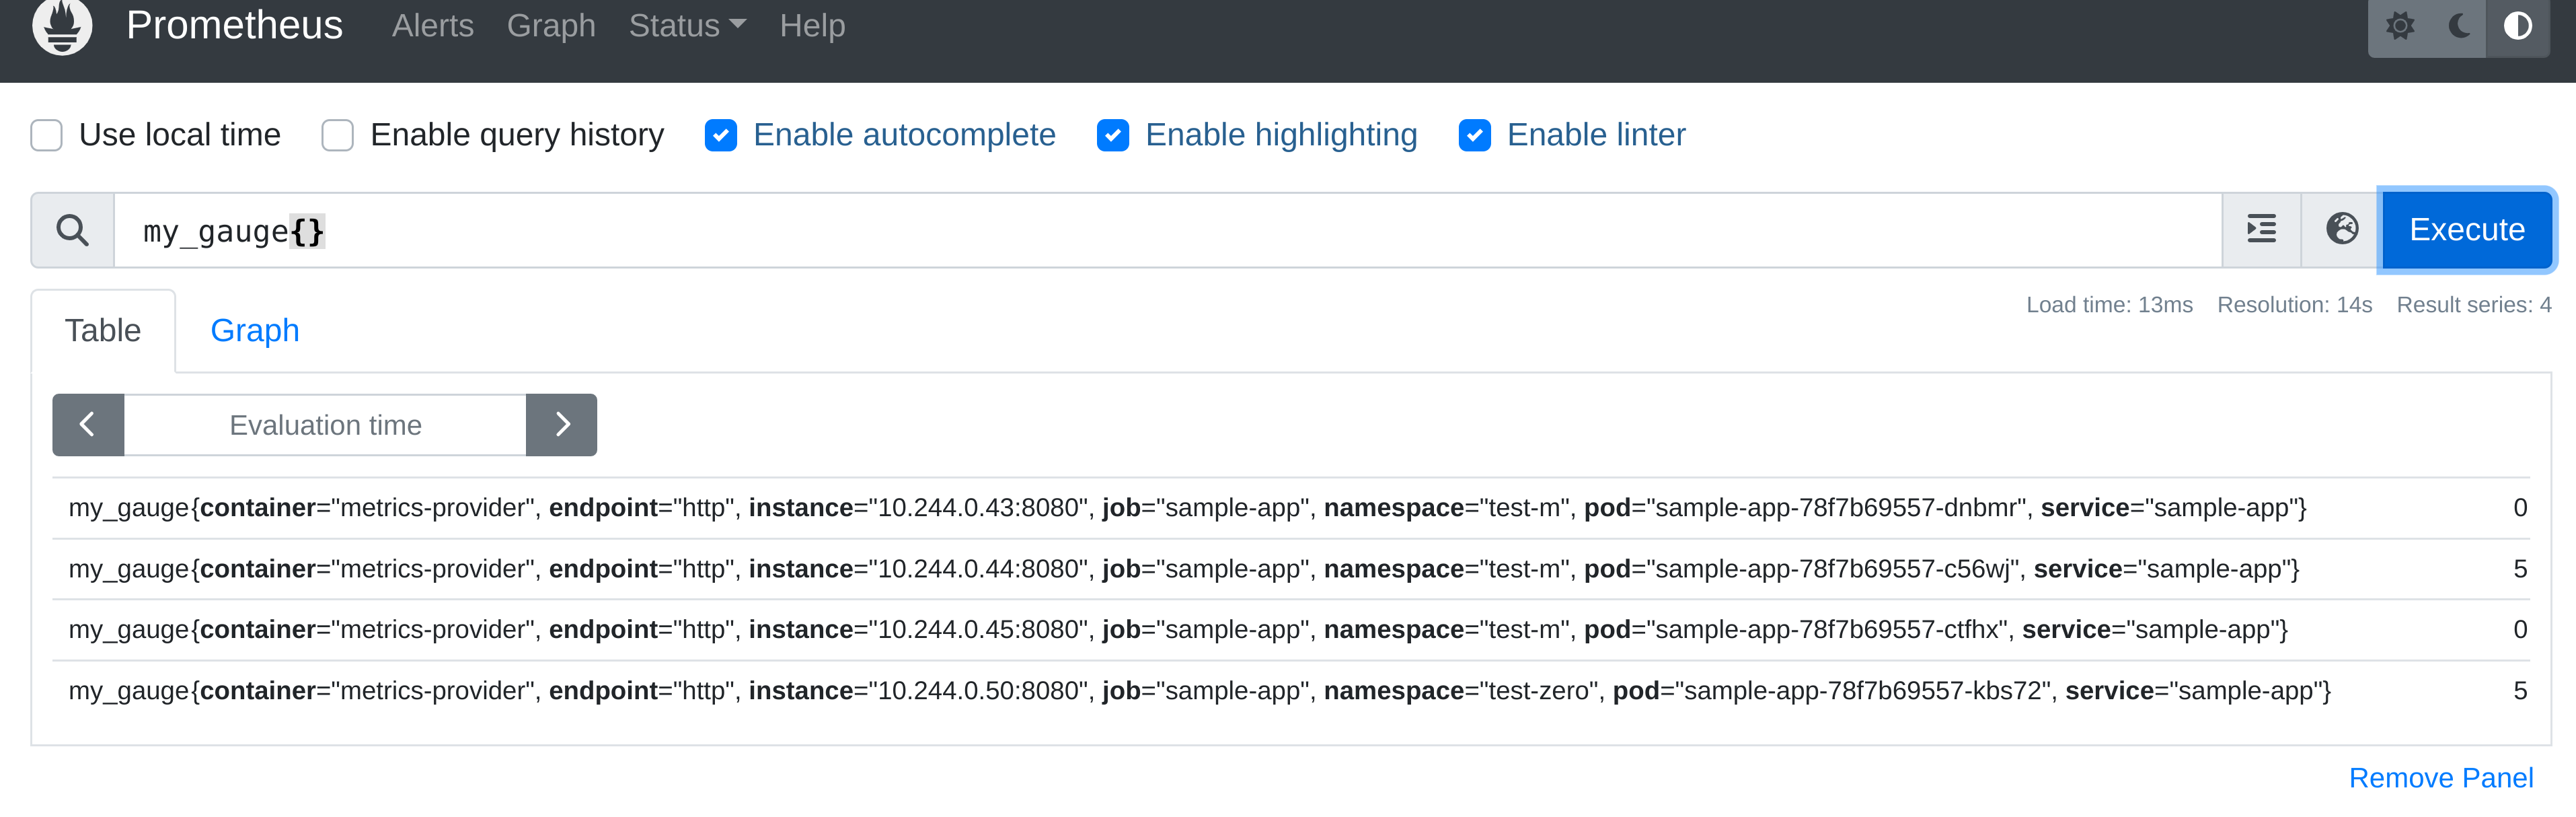 Prometheus Alerts Graph Status Help
Use local time Enable query history Enable autocomplete Enable highlighting Enable linter
my_gauge{} Execute
Table Graph Load time: 13ms Resolution: 14s Result series: 4
Evaluation time
my_gauge{container="metrics-provider", endpoint="http", instance="10.244.0.43:8080", job="sample-app", namespace="test-m", pod="sample-app-78f7b69557-dnbmr", service="sample-app"} 0
my_gauge{container="metrics-provider", endpoint="http", instance="10.244.0.44:8080", job="sample-app", namespace="test-m", pod="sample-app-78f7b69557-c56wj", service="sample-app"} 5
my_gauge{container="metrics-provider", endpoint="http", instance="10.244.0.45:8080", job="sample-app", namespace="test-m", pod="sample-app-78f7b69557-ctfhx", service="sample-app"} 0
my_gauge{container="metrics-provider", endpoint="http", instance="10.244.0.50:8080", job="sample-app", namespace="test-zero", pod="sample-app-78f7b69557-kbs72", service="sample-app"} 5
Remove Panel